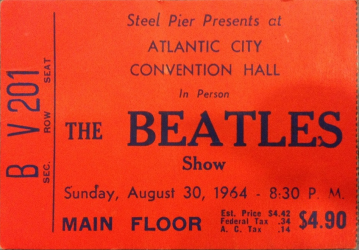 Steel Pier Presents at
ATLANTIC CITY
CONVENTION HALL
In Person
THE BEATLES
Show
Sunday, August 30, 1964 - 8:30 P. M.
MAIN FLOOR
Est. Price $4.42
Federal Tax .34
A. C. Tax .14
$4.90
B V 201
SEC. ROW SEAT